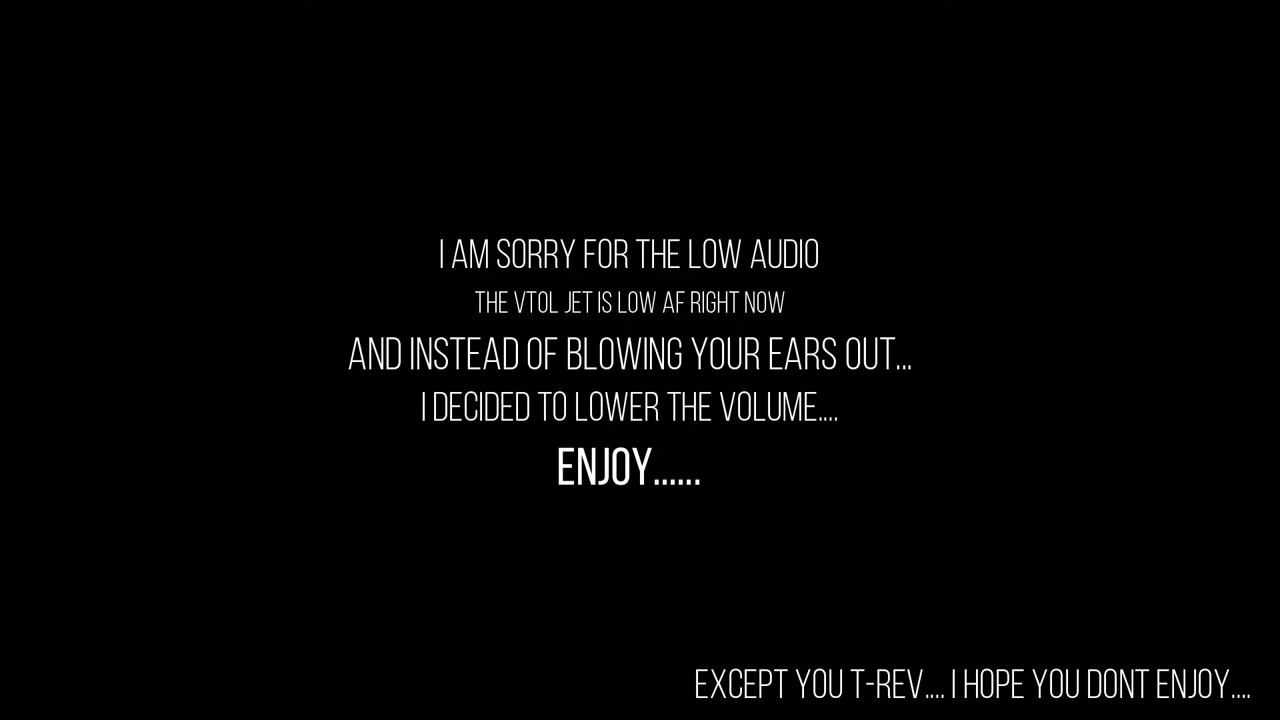 I AM SORRY FOR THE LOW AUDIO
THE VTOL JET IS LOW AF RIGHT NOW
AND INSTEAD OF BLOWING YOUR EARS OUT...
I DECIDED TO LOWER THE VOLUME....
ENJOY......
EXCEPT YOU T-REV.... I HOPE YOU DONT ENJOY....